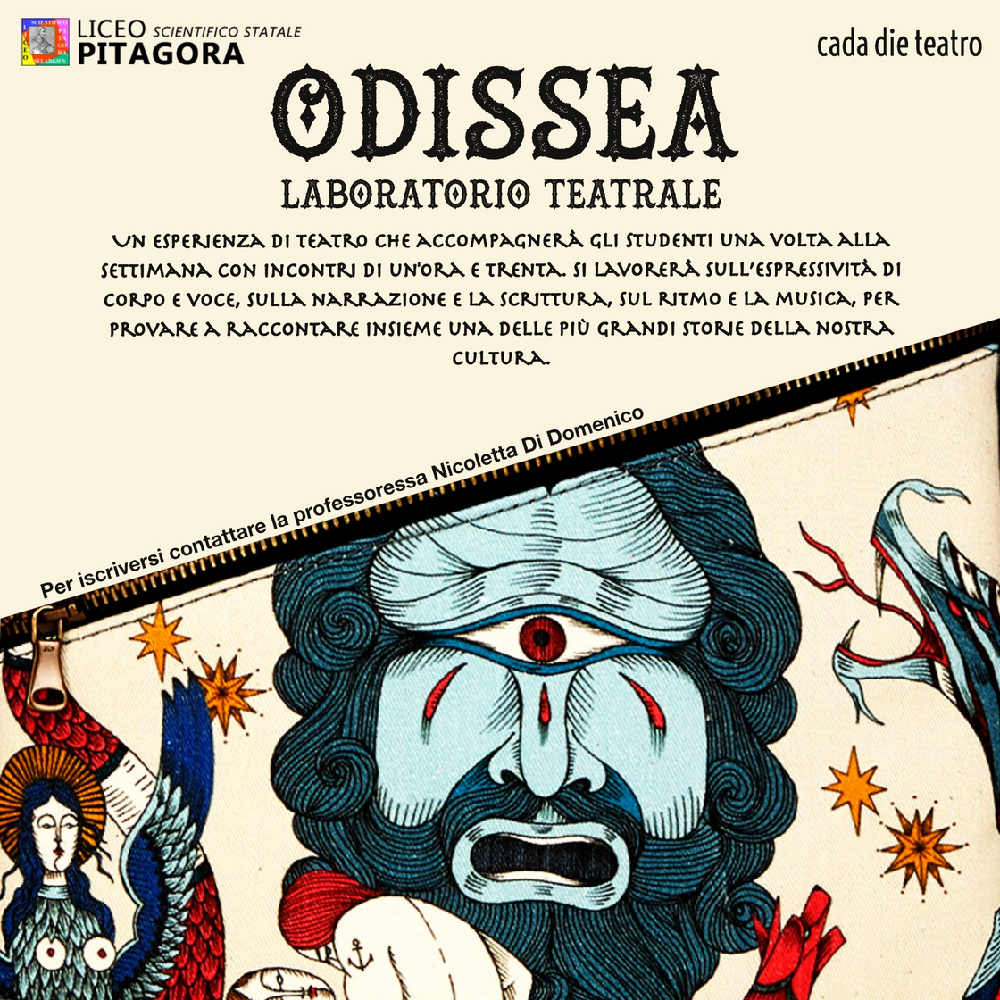 LICEO SCIENTIFICO STATALE
PITAGORA
cada die teatro
ODISSEA
LABORATORIO TEATRALE
UN ESPERIENZA DI TEATRO CHE ACCOMPAGNERÀ GLI STUDENTI UNA VOLTA ALLA
SETTIMANA CON INCONTRI DI UN'ORA E TRENTA. SI LAVORERÀ SULL'ESPRESSIVITÀ DI
CORPO E VOCE, SULLA NARRAZIONE E LA SCRITTURA, SUL RITMO E LA MUSICA, PER
PROVARE A RACCONTARE INSIEME UNA DELLE PIÙ GRANDI STORIE DELLA NOSTRA
CULTURA.
Per iscriversi contattare la professoressa Nicoletta Di Domenico